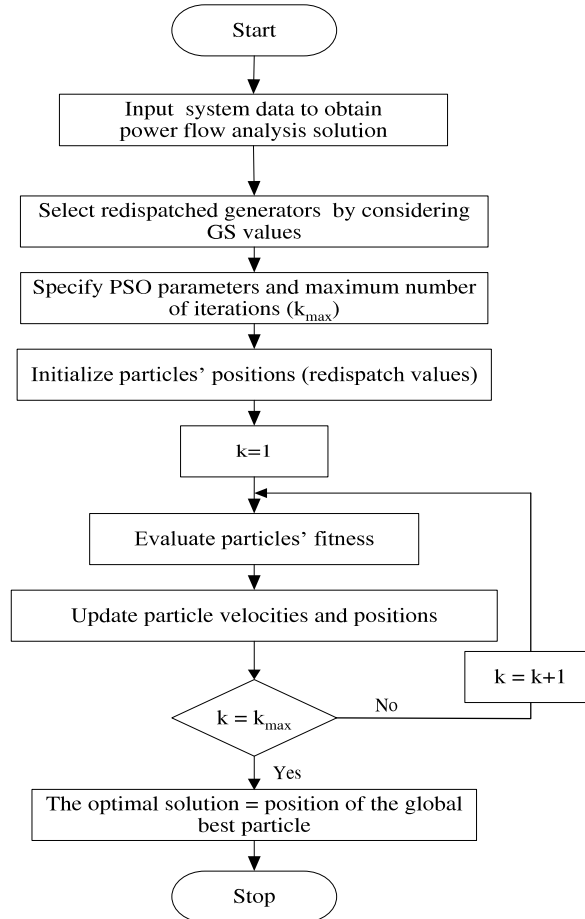 Start
Input system data to obtain
power flow analysis solution
Select redispatched generators by considering
GS values
Specify PSO parameters and maximum number
of iterations (kmax)
Initialize particles’ positions (redispatch values)
k=1
Evaluate particles’ fitness
Update particle velocities and positions
k = k+1
k = kmax
No
Yes
The optimal solution = position of the global
best particle
Stop